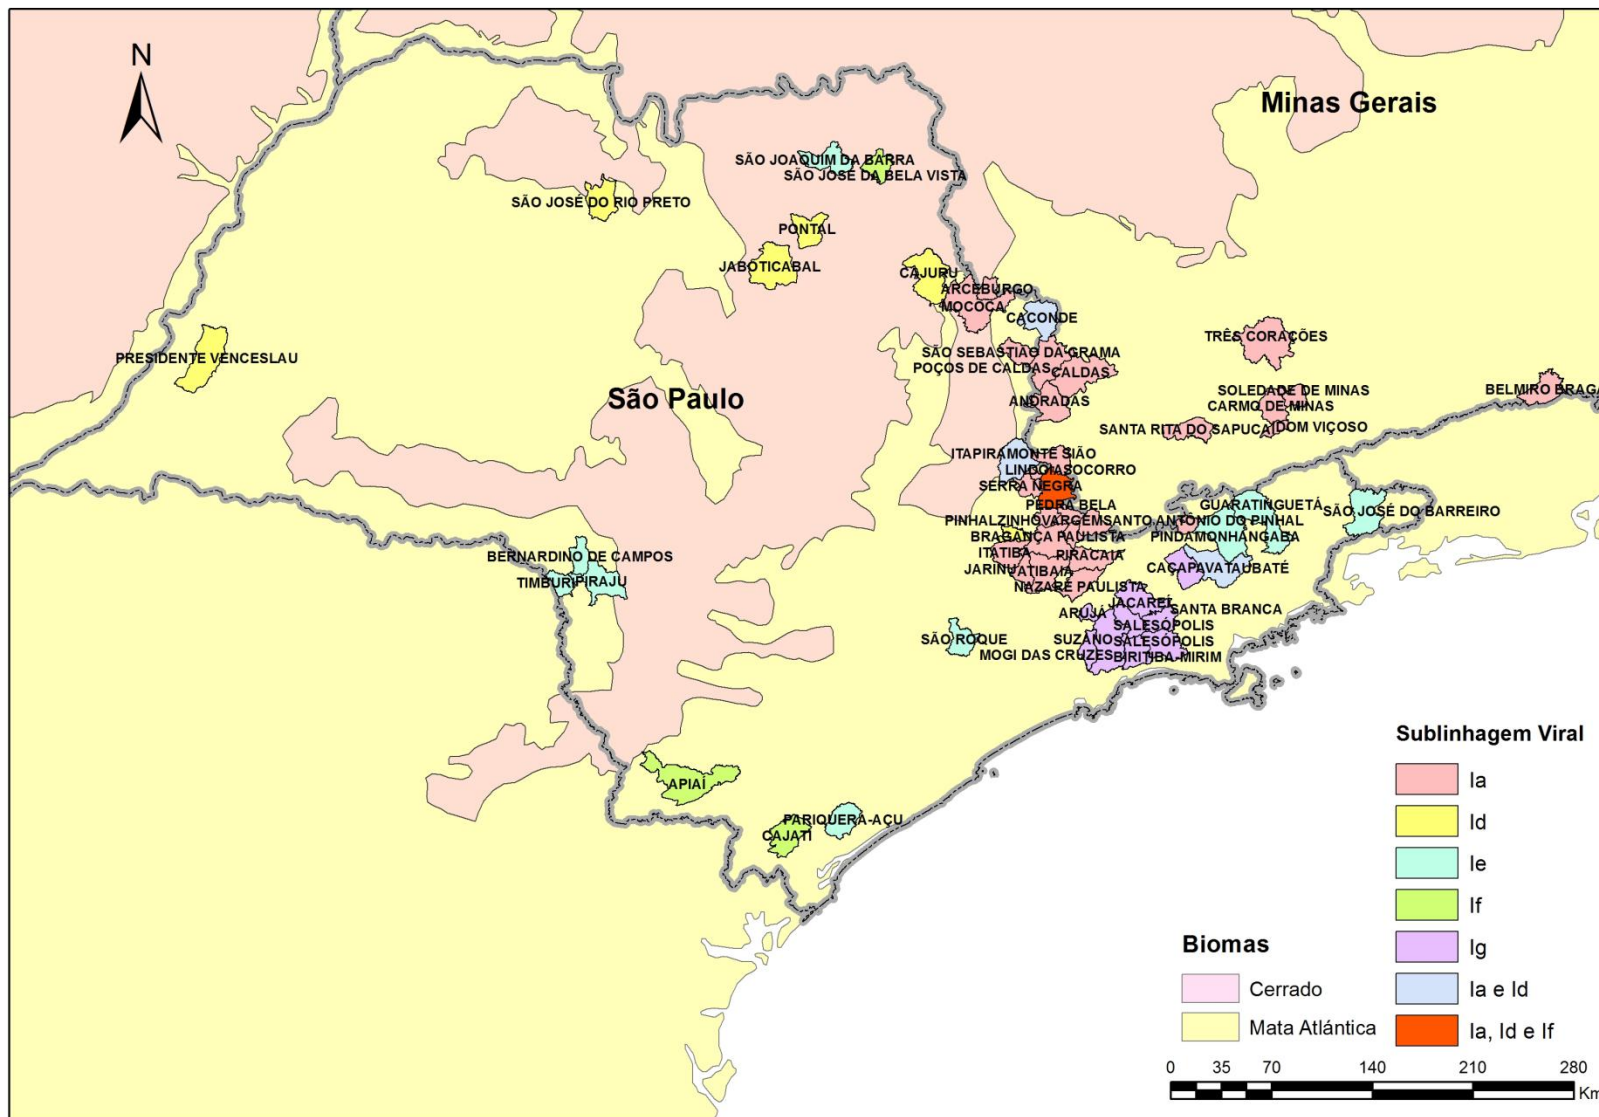 N
Minas Gerais
SÃO JOAQUIM DA BARRA
SÃO JOSÉ DA BELA VISTA
SÃO JOSÉ DO RIO PRETO
PONTAL
JABOTICABAL
CAJURU
ARCEBURGO
MOCOCA
CACONDE
TRÊS CORAÇÕES
PRESIDENTE VENCESLAU
SÃO SEBASTIÃO DA GRAMA
POÇOS DE CALDAS
CALDAS
São Paulo
ANDRADAS
SOLEDADE DE MINAS
BELMIRO BRAGA
CARMO DE MINAS
SANTA RITA DO SAPUCAÍ
DOM VIÇOSO
ITAPIRA
MONTE SIÃO
LINDÓIA
SOCORRO
SERRA NEGRA
PEDRA BELA
GUARATINGUETÁ
SÃO JOSÉ DO BARREIRO
PINHALZINHO
VARGEM
SANTO ANTÔNIO DO PINHAL
BRAGANÇA PAULISTA
PINDAMONHANGABA
ITATIBA
PIRACAIA
JARINU
ATIBAIA
CAÇAPAVA
TAUBATÉ
NAZARÉ PAULISTA
BERNARDINO DE CAMPOS
TIMBURI
PIRAJU
JACAREÍ
ARUJÁ
SANTA BRANCA
SALESÓPOLIS
SÃO ROQUE
SUZANO
SALESÓPOLIS
MOGI DAS CRUZES
BIRITIBA-MIRIM
APIAÍ
PARIQUERA-AÇU
CAJATI
Sublinhagem Viral
Ia
Id
Ie
If
Ig
Ia e Id
Ia, Id e If
Biomas
Cerrado
Mata Atlántica
0 35 70 140 210 280
Km